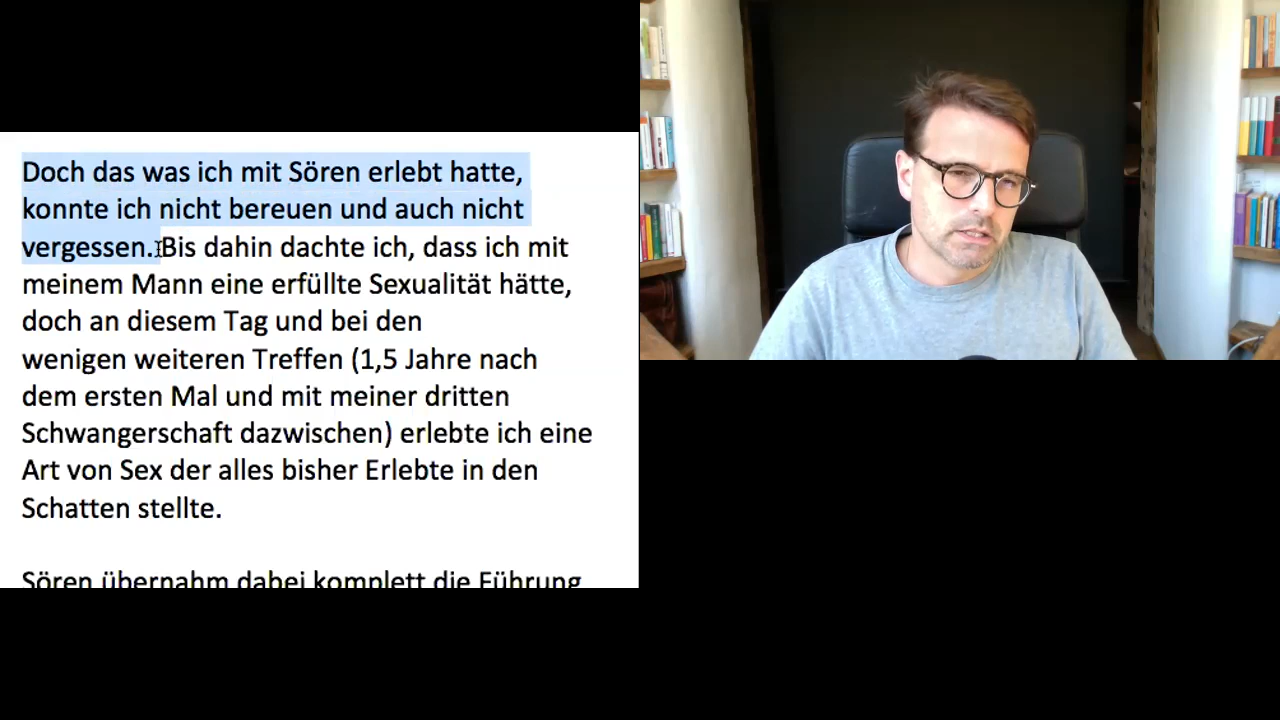 Doch das was ich mit Sören erlebt hatte,
konnte ich nicht bereuen und auch nicht
vergessen. Bis dahin dachte ich, dass ich mit
meinem Mann eine erfüllte Sexualität hätte,
doch an diesem Tag und bei den
wenigen weiteren Treffen (1,5 Jahre nach
dem ersten Mal und mit meiner dritten
Schwangerschaft dazwischen) erlebte ich eine
Art von Sex der alles bisher Erlebte in den
Schatten stellte.
Sören übernahm dabei komplett die Führung